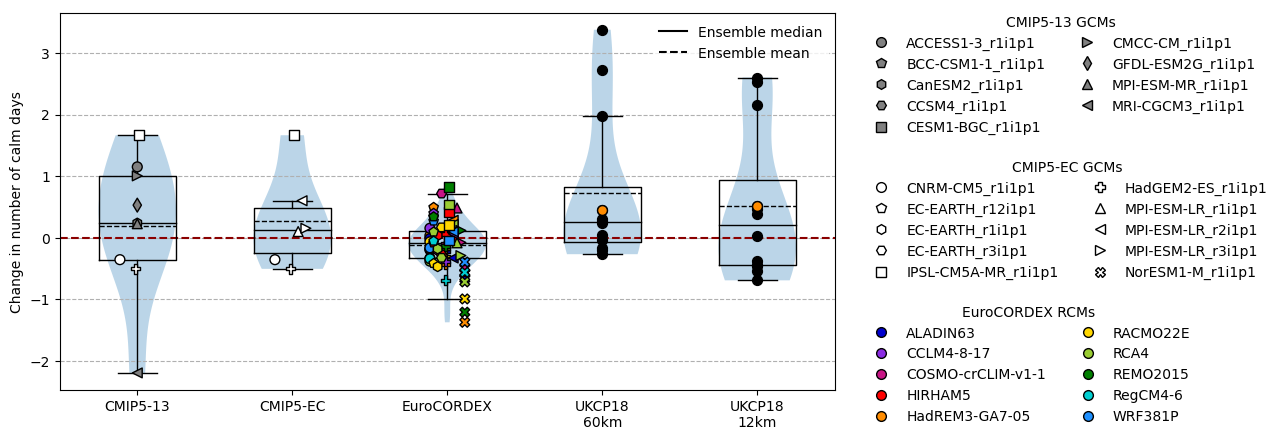 Change in number of calm days
3
2
1
0
−1
−2
CMIP5-13
CMIP5-EC
EuroCORDEX
UKCP18
60km
UKCP18
12km
Ensemble median
Ensemble mean
CMIP5-13 GCMs
ACCESS1-3_r1i1p1
BCC-CSM1-1_r1i1p1
CanESM2_r1i1p1
CCSM4_r1i1p1
CESM1-BGC_r1i1p1
CMCC-CM_r1i1p1
GFDL-ESM2G_r1i1p1
MPI-ESM-MR_r1i1p1
MRI-CGCM3_r1i1p1
CMIP5-EC GCMs
CNRM-CM5_r1i1p1
EC-EARTH_r12i1p1
EC-EARTH_r1i1p1
EC-EARTH_r3i1p1
IPSL-CM5A-MR_r1i1p1
HadGEM2-ES_r1i1p1
MPI-ESM-LR_r1i1p1
MPI-ESM-LR_r2i1p1
MPI-ESM-LR_r3i1p1
NorESM1-M_r1i1p1
EuroCORDEX RCMs
ALADIN63
CCLM4-8-17
COSMO-crCLIM-v1-1
HIRHAM5
HadREM3-GA7-05
RACMO22E
RCA4
REMO2015
RegCM4-6
WRF381P